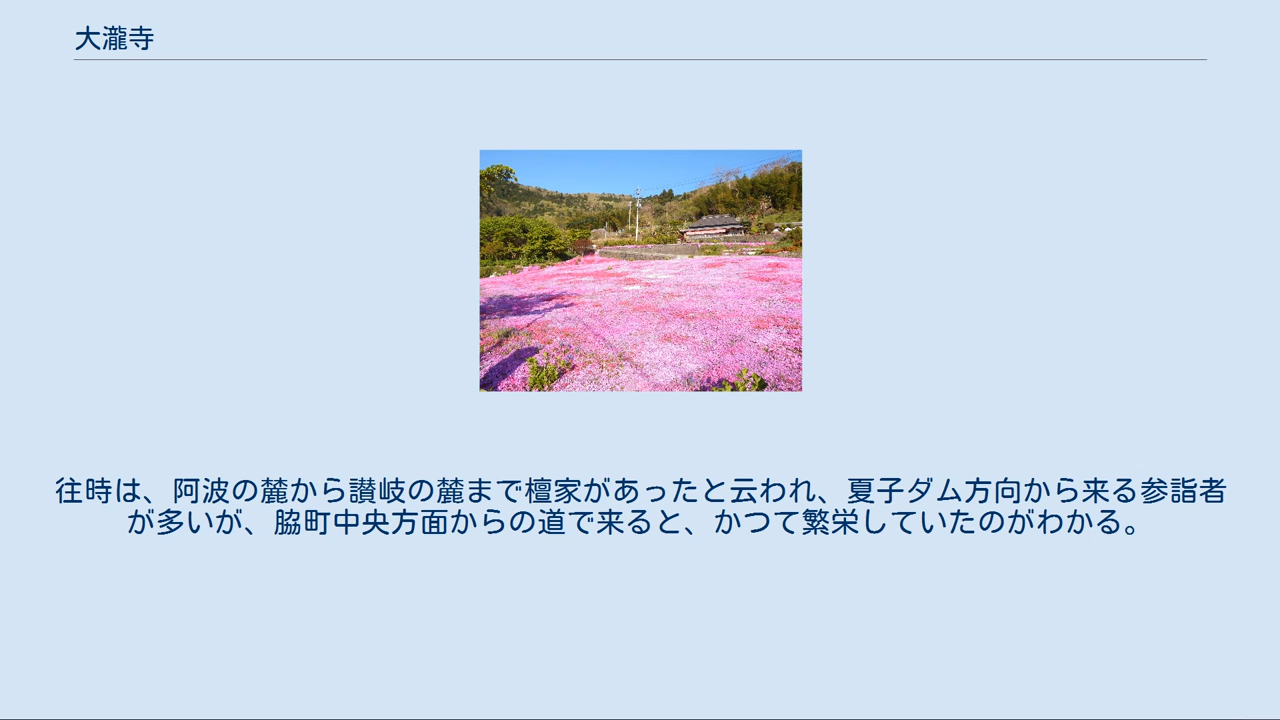 大瀧寺
往時は、阿波の麓から讃岐の麓まで檀家があったと云われ、夏子ダム方向から来る参詣者
が多いが、脇町中央方面からの道で来ると、かつて繁栄していたのがわかる。